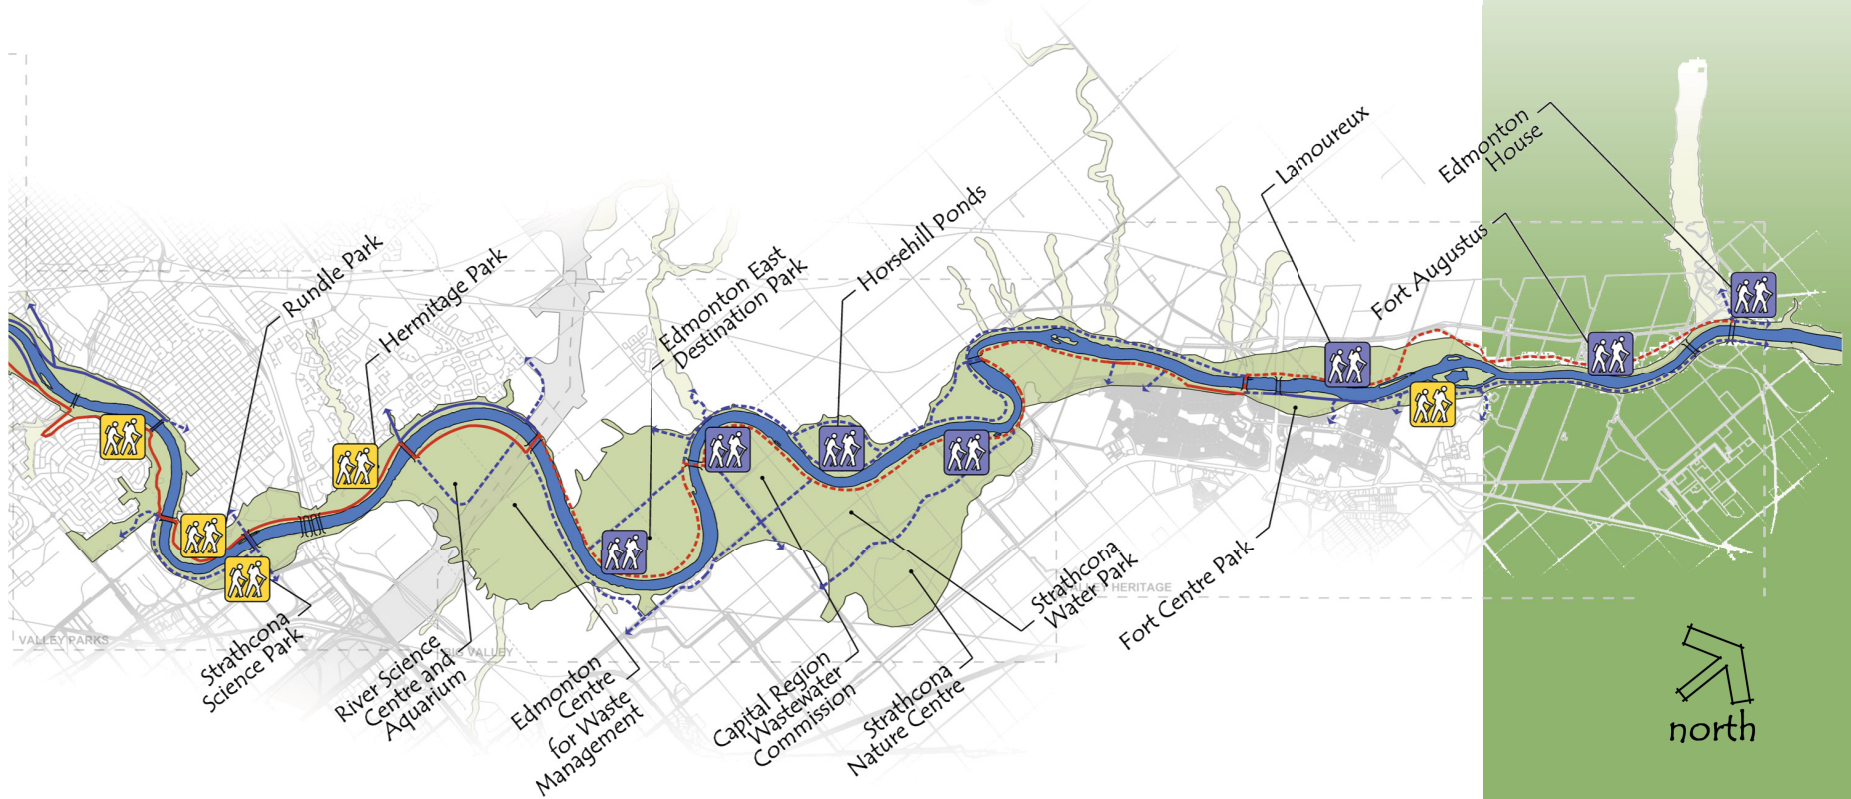 Rundle Park
Hermitage Park
Edmonton East
Destination Park
Horsehill Ponds
Lamoureux
Edmonton
House
Fort Augustus
Strathcona
Science Park
River Science
Centre and
Aquarium
Edmonton
Centre
for Waste
Management
Capital Region
Wastewater
Commission
Strathcona
Nature Centre
Strathcona
Water Park
Fort Centre Park
VALLEY PARKS
BIG VALLEY
VALLEY HERITAGE
north